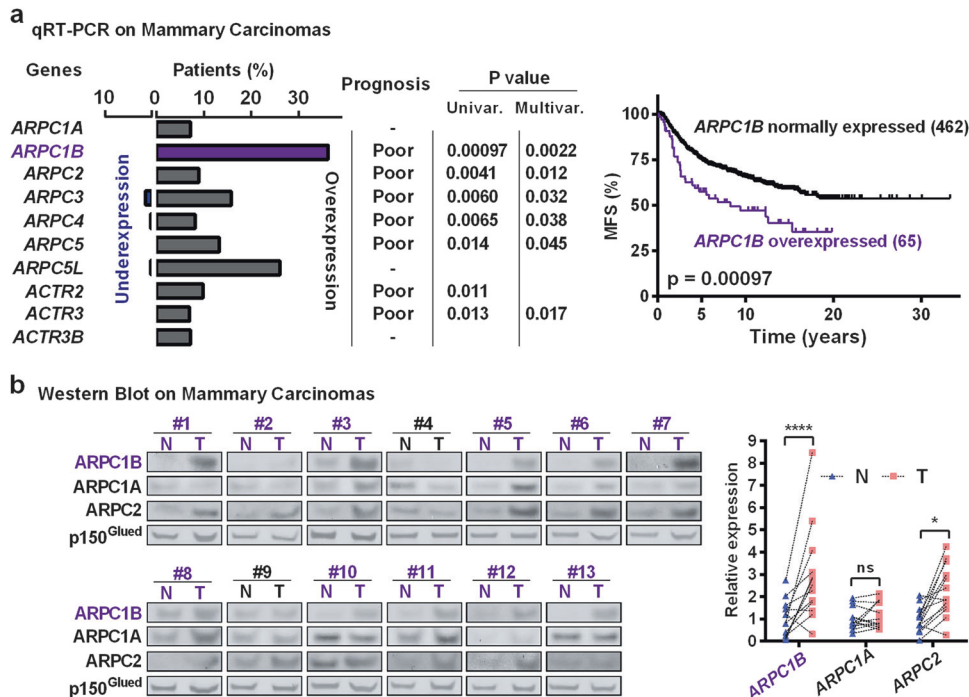 a
qRT-PCR on Mammary Carcinomas
Genes Patients (%) Prognosis P value
Univar. Multivar.
10 0 10 20 30
Underexpression
Overexpression
ARPC1A -
ARPC1B Poor 0.00097 0.0022
ARPC2 Poor 0.0041 0.012
ARPC3 Poor 0.0060 0.032
ARPC4 Poor 0.0065 0.038
ARPC5 Poor 0.014 0.045
ARPC5L -
ACTR2 Poor 0.011
ACTR3 Poor 0.013 0.017
ACTR3B -
MFS (%)
100
75
50
25
0
ARPC1B normally expressed (462)
ARPC1B overexpressed (65)
p = 0.00097
0 5 10 15 20 30
Time (years)
b
Western Blot on Mammary Carcinomas
#1 #2 #3 #4 #5 #6 #7
N T N T N T N T N T N T N T
ARPC1B
ARPC1A
ARPC2
p150Glued
#8 #9 #10 #11 #12 #13
N T N T N T N T N T N T
ARPC1B
ARPC1A
ARPC2
p150Glued
Relative expression
9
8
7
6
5
4
3
2
1
0
****
N T
*
ns
ARPC1B ARPC1A ARPC2